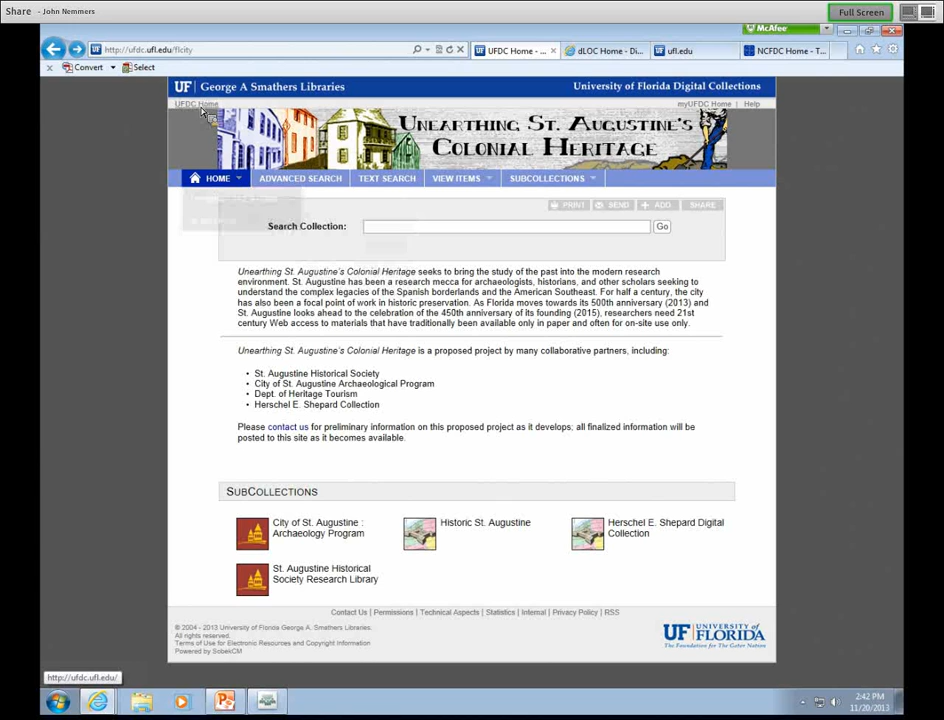 Share - John Nemmers
Full Screen
McAfee
http://ufdc.ufl.edu/flcity
UFDC Home - ...
dLOC Home - Di...
ufl.edu
NCFDC Home - T...
Convert
Select
UF George A Smathers Libraries
University of Florida Digital Collections
UFDC Home
myUFDC Home | Help
UNEARTHING ST. AUGUSTINE'S
COLONIAL HERITAGE
HOME
ADVANCED SEARCH
TEXT SEARCH
VIEW ITEMS
SUBCOLLECTIONS
PRINT
SEND
ADD
SHARE
Search Collection:
Go
Unearthing St. Augustine's Colonial Heritage seeks to bring the study of the past into the modern research
environment. St. Augustine has been a research mecca for archaeologists, historians, and other scholars seeking to
understand the complex legacies of the Spanish borderlands and the American Southeast. For half a century, the city
has also been a focal point of work in historic preservation. As Florida moves towards its 500th anniversary (2013) and
St. Augustine looks ahead to the celebration of the 450th anniversary of its founding (2015), researchers need 21st
century Web access to materials that have traditionally been available only in paper and often for on-site use only.
Unearthing St. Augustine's Colonial Heritage is a proposed project by many collaborative partners, including:
• St. Augustine Historical Society
• City of St. Augustine Archaeological Program
• Dept. of Heritage Tourism
• Herschel E. Shepard Collection
Please contact us for preliminary information on this proposed project as it develops; all finalized information will be
posted to this site as it becomes available.
SUBCOLLECTIONS
City of St. Augustine :
Archaeology Program
Historic St. Augustine
Herschel E. Shepard Digital
Collection
St. Augustine Historical
Society Research Library
Contact Us | Permissions | Technical Aspects | Statistics | Internal | Privacy Policy | RSS
© 2004 - 2013 University of Florida George A. Smathers Libraries.
All rights reserved.
Terms of Use for Electronic Resources and Copyright Information
Powered by SobekCM
UF UNIVERSITY of
FLORIDA
The Foundation for The Gator Nation
http://ufdc.ufl.edu/
2:42 PM
11/20/2013